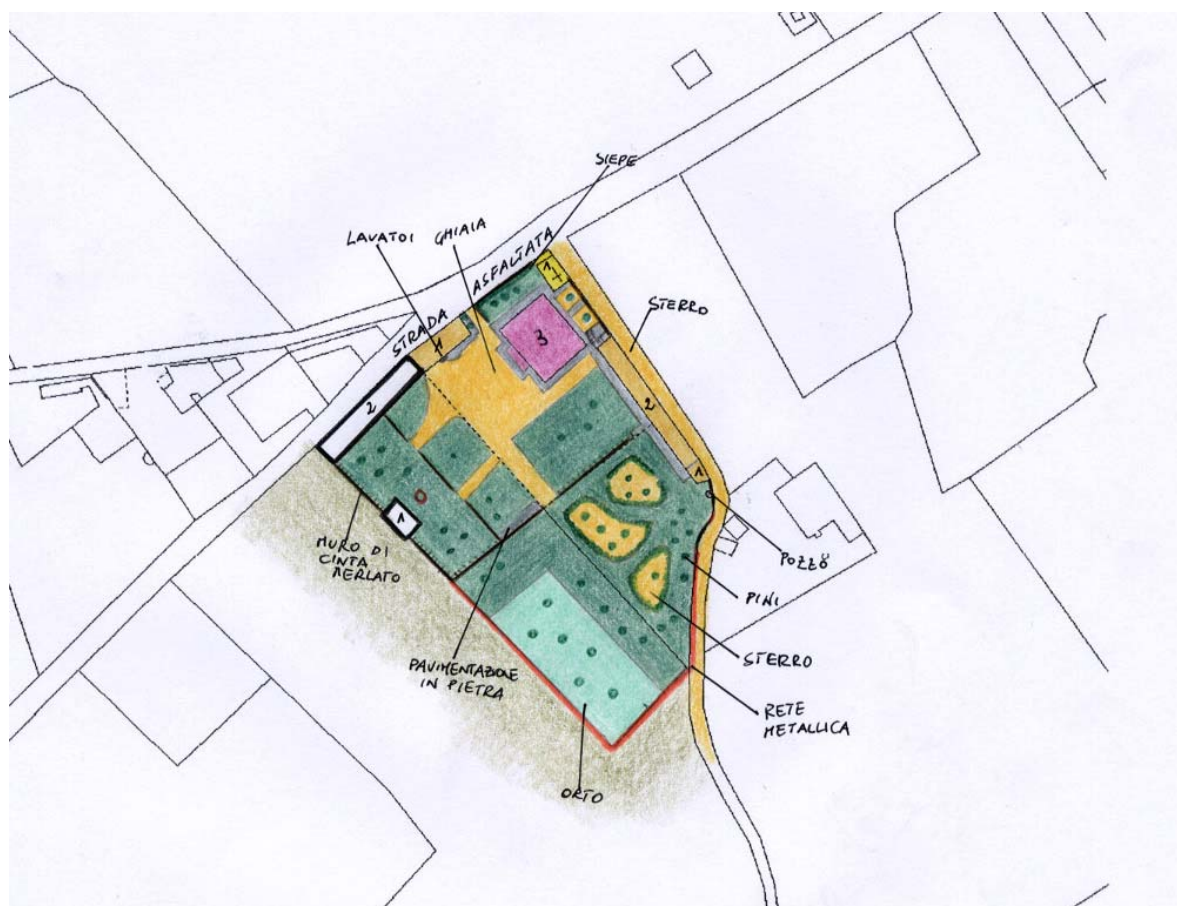 SIEPE
LAVATOI
GHIAIA
STRADA ASFALTATA
STERRO
3
2
2
1
1
MURO DI
CINTA
MERLATO
POZZO
PINI
STERRO
PAVIMENTAZIONE
IN PIETRA
RETE
METALLICA
ORTO